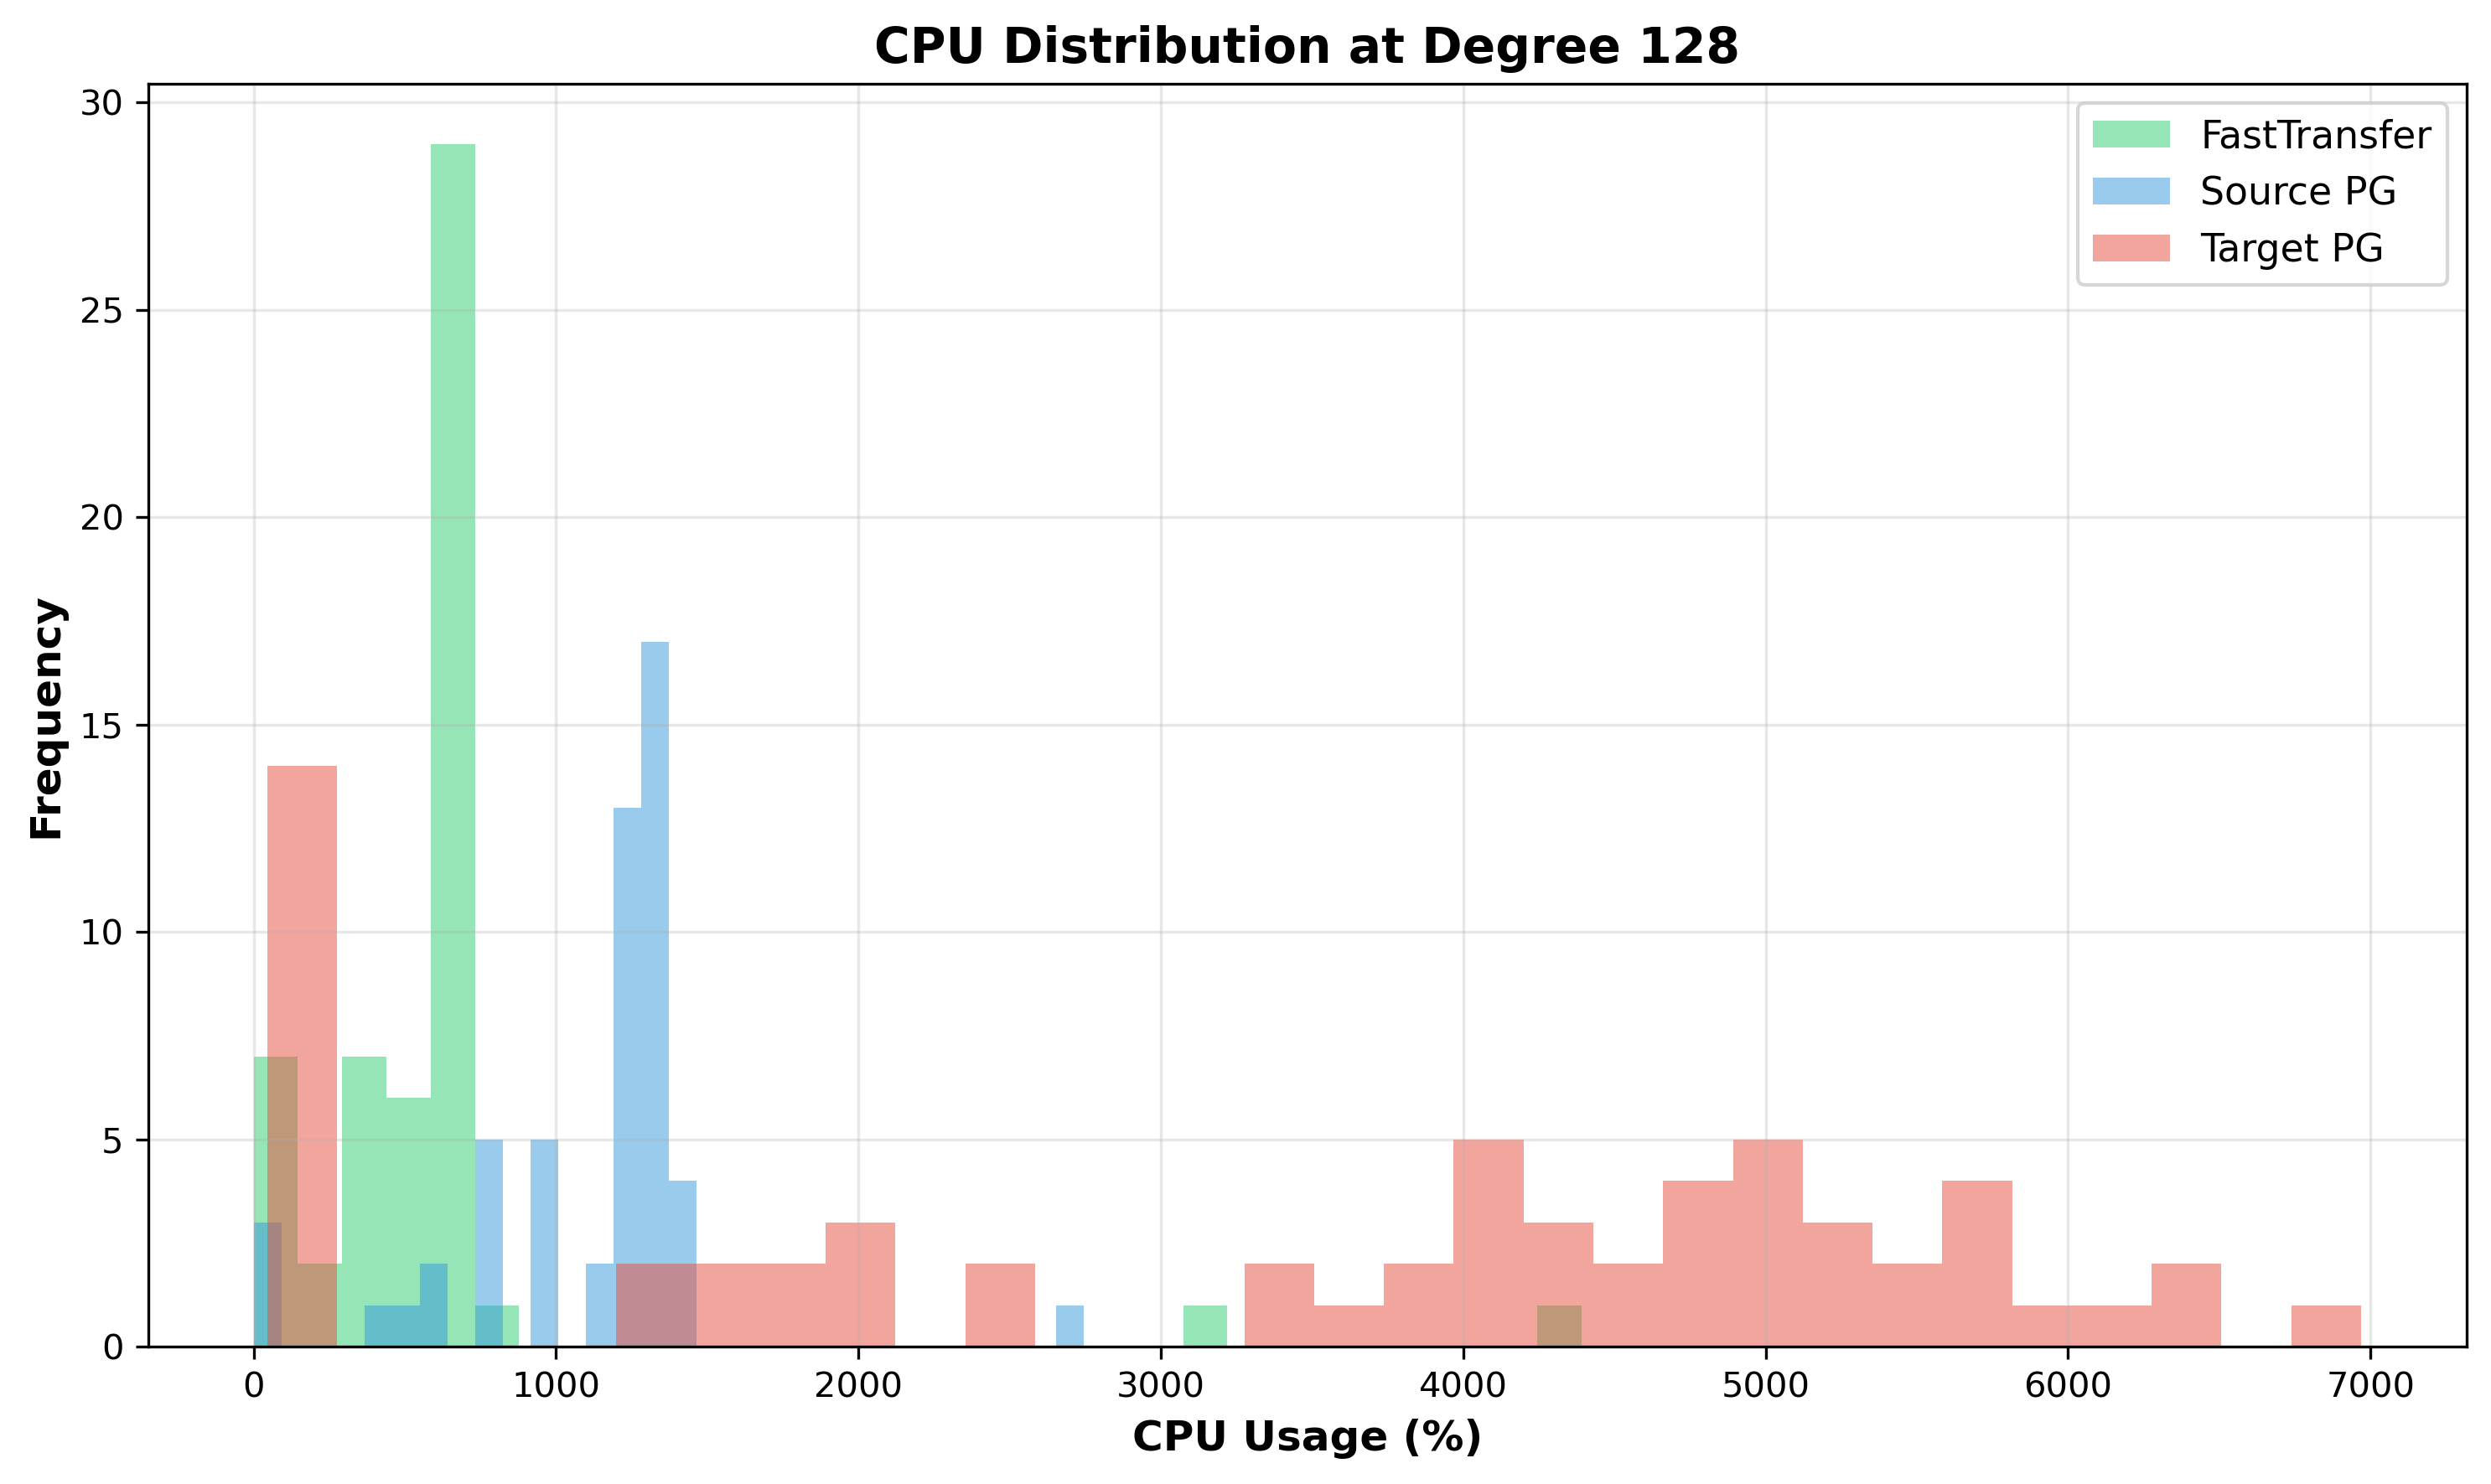 CPU Distribution at Degree 128
30
25
20
15
10
5
0
Frequency
FastTransfer
Source PG
Target PG
0 1000 2000 3000 4000 5000 6000 7000
CPU Usage (%)